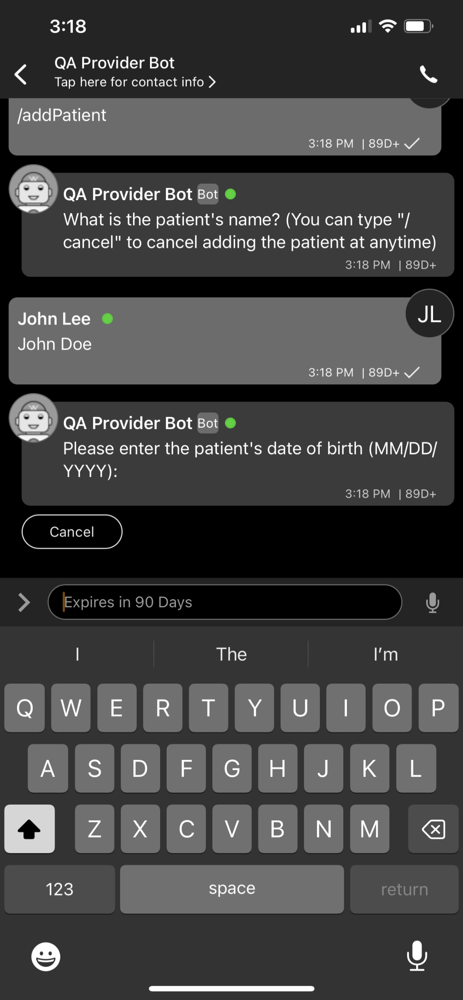 3:18
QA Provider Bot
Tap here for contact info
/addPatient
3:18 PM | 89D+
QA Provider Bot Bot
What is the patient's name? (You can type "/
cancel" to cancel adding the patient at anytime)
3:18 PM | 89D+
JL
John Lee
John Doe
3:18 PM | 89D+
QA Provider Bot Bot
Please enter the patient's date of birth (MM/DD/
YYYY):
3:18 PM | 89D+
Cancel
Expires in 90 Days
I The I'm
Q W E R T Y U I O P
A S D F G H J K L
Z X C V B N M
123 space return